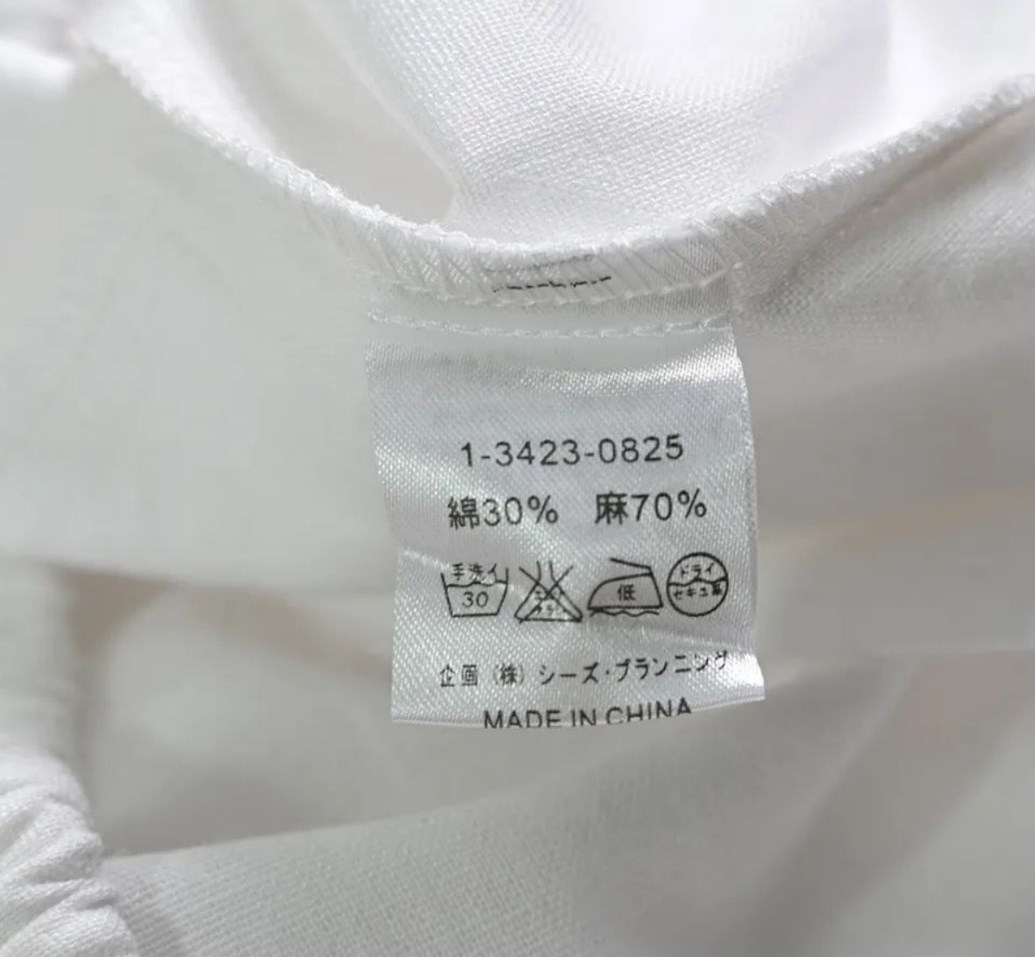 1-3423-0825
綿30% 麻70%
手洗イ 30 低 ドライ
セキユ系
企画 (株) シーズ・プランニング
MADE IN CHINA